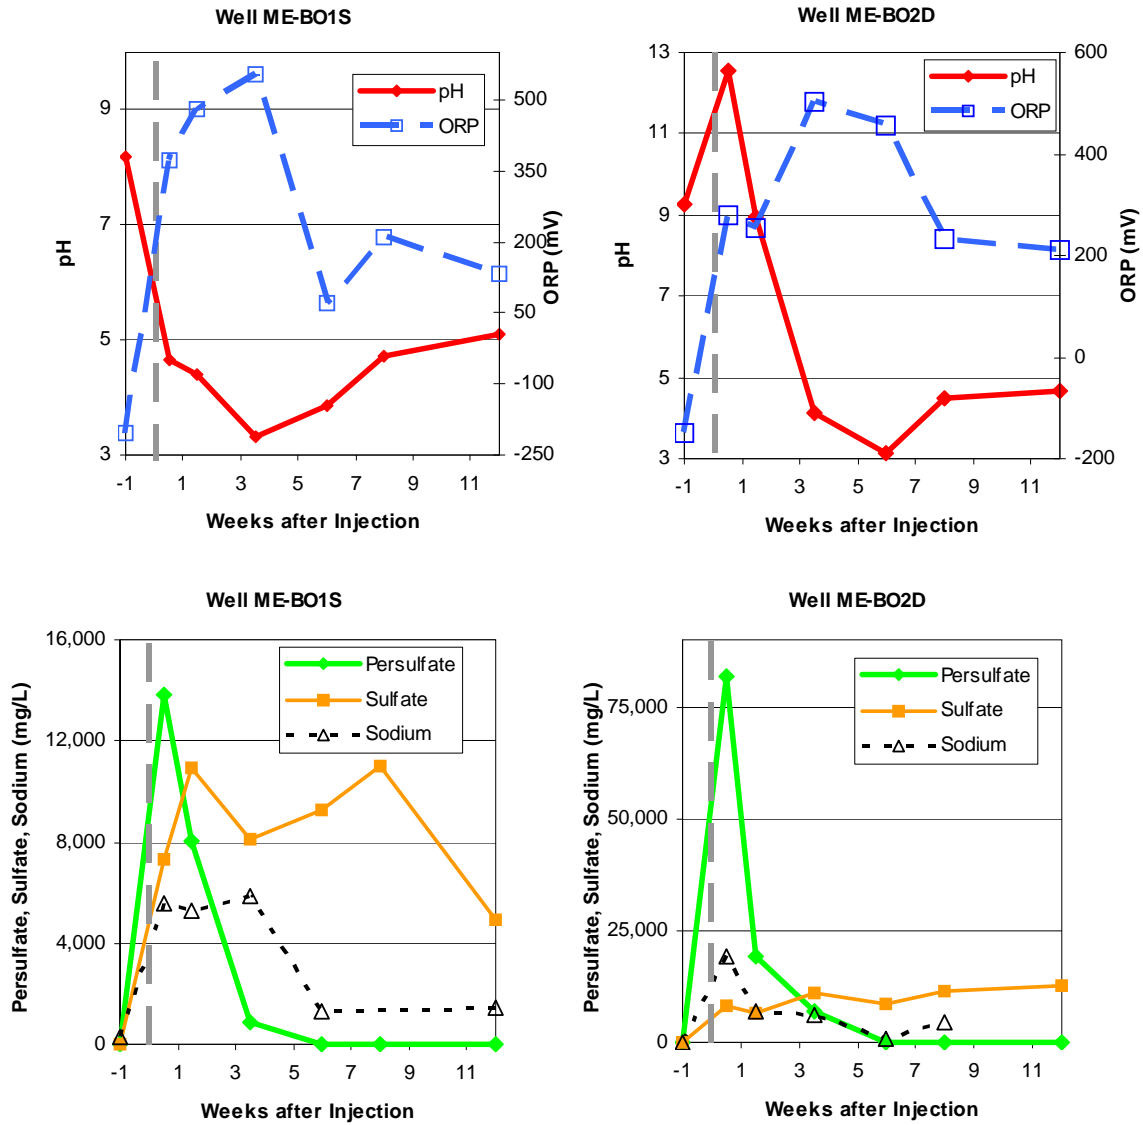 Well ME-BO1S
9
7
5
3
pH
pH
ORP
500
350
200
50
-100
-250
ORP (mV)
-1 1 3 5 7 9 11
Weeks after Injection
Well ME-BO2D
13
11
9
7
5
3
pH
pH
ORP
600
400
200
0
-200
ORP (mV)
-1 1 3 5 7 9 11
Weeks after Injection
Well ME-BO1S
16,000
12,000
8,000
4,000
0
Persulfate, Sulfate, Sodium (mg/L)
Persulfate
Sulfate
Sodium
-1 1 3 5 7 9 11
Weeks after Injection
Well ME-BO2D
75,000
50,000
25,000
0
Persulfate, Sulfate, Sodium (mg/L)
Persulfate
Sulfate
Sodium
-1 1 3 5 7 9 11
Weeks after Injection